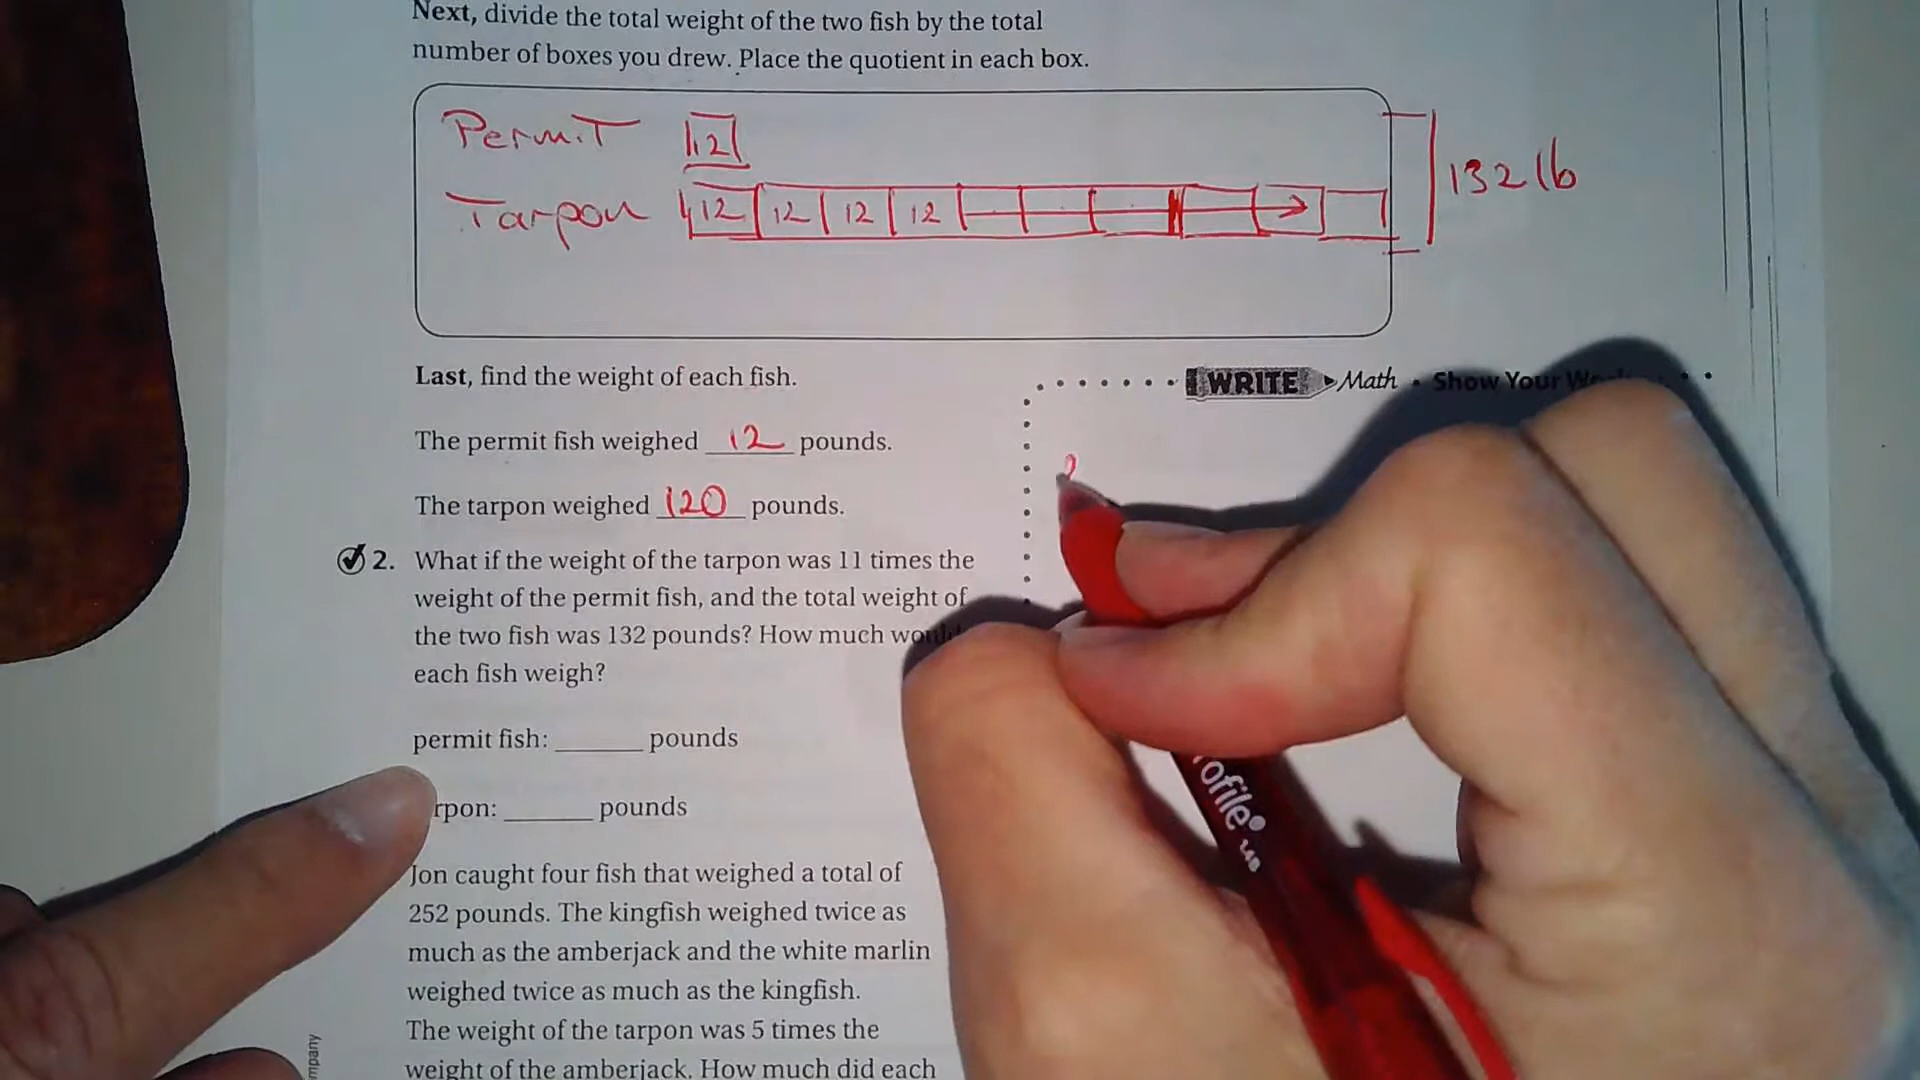 Next, divide the total weight of the two fish by the total
number of boxes you drew. Place the quotient in each box.
Permit 12
132 lb
Tarpon 12 12 12 12
Last, find the weight of each fish.
WRITE Math • Show Your
The permit fish weighed 12 pounds.
The tarpon weighed 120 pounds.
2. What if the weight of the tarpon was 11 times the
weight of the permit fish, and the total weight of
the two fish was 132 pounds? How much
each fish weigh?
permit fish: ______ pounds
rpon: ______ pounds
Jon caught four fish that weighed a total of
252 pounds. The kingfish weighed twice as
much as the amberjack and the white marlin
weighed twice as much as the kingfish.
The weight of the tarpon was 5 times the
weight of the amberjack. How much did each
ofile
1.4B
mpany